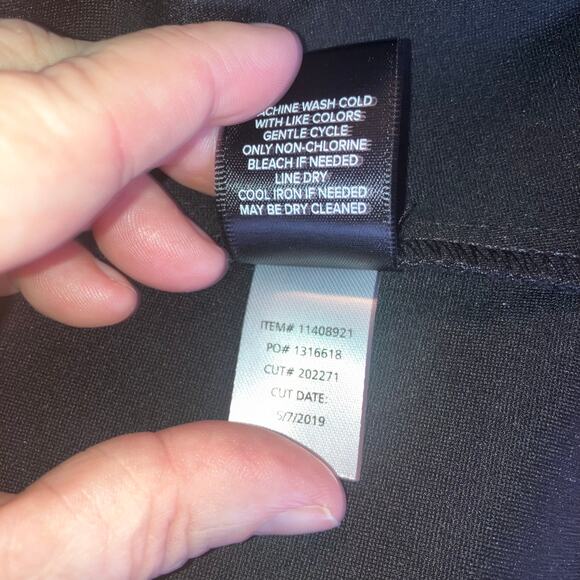 ACHINE WASH COLD
WITH LIKE COLORS
GENTLE CYCLE
ONLY NON-CHLORINE
BLEACH IF NEEDED
LINE DRY
COOL IRON IF NEEDED
MAY BE DRY CLEANED
ITEM# 11408921
PO# 1316618
CUT# 202271
CUT DATE:
5/7/2019